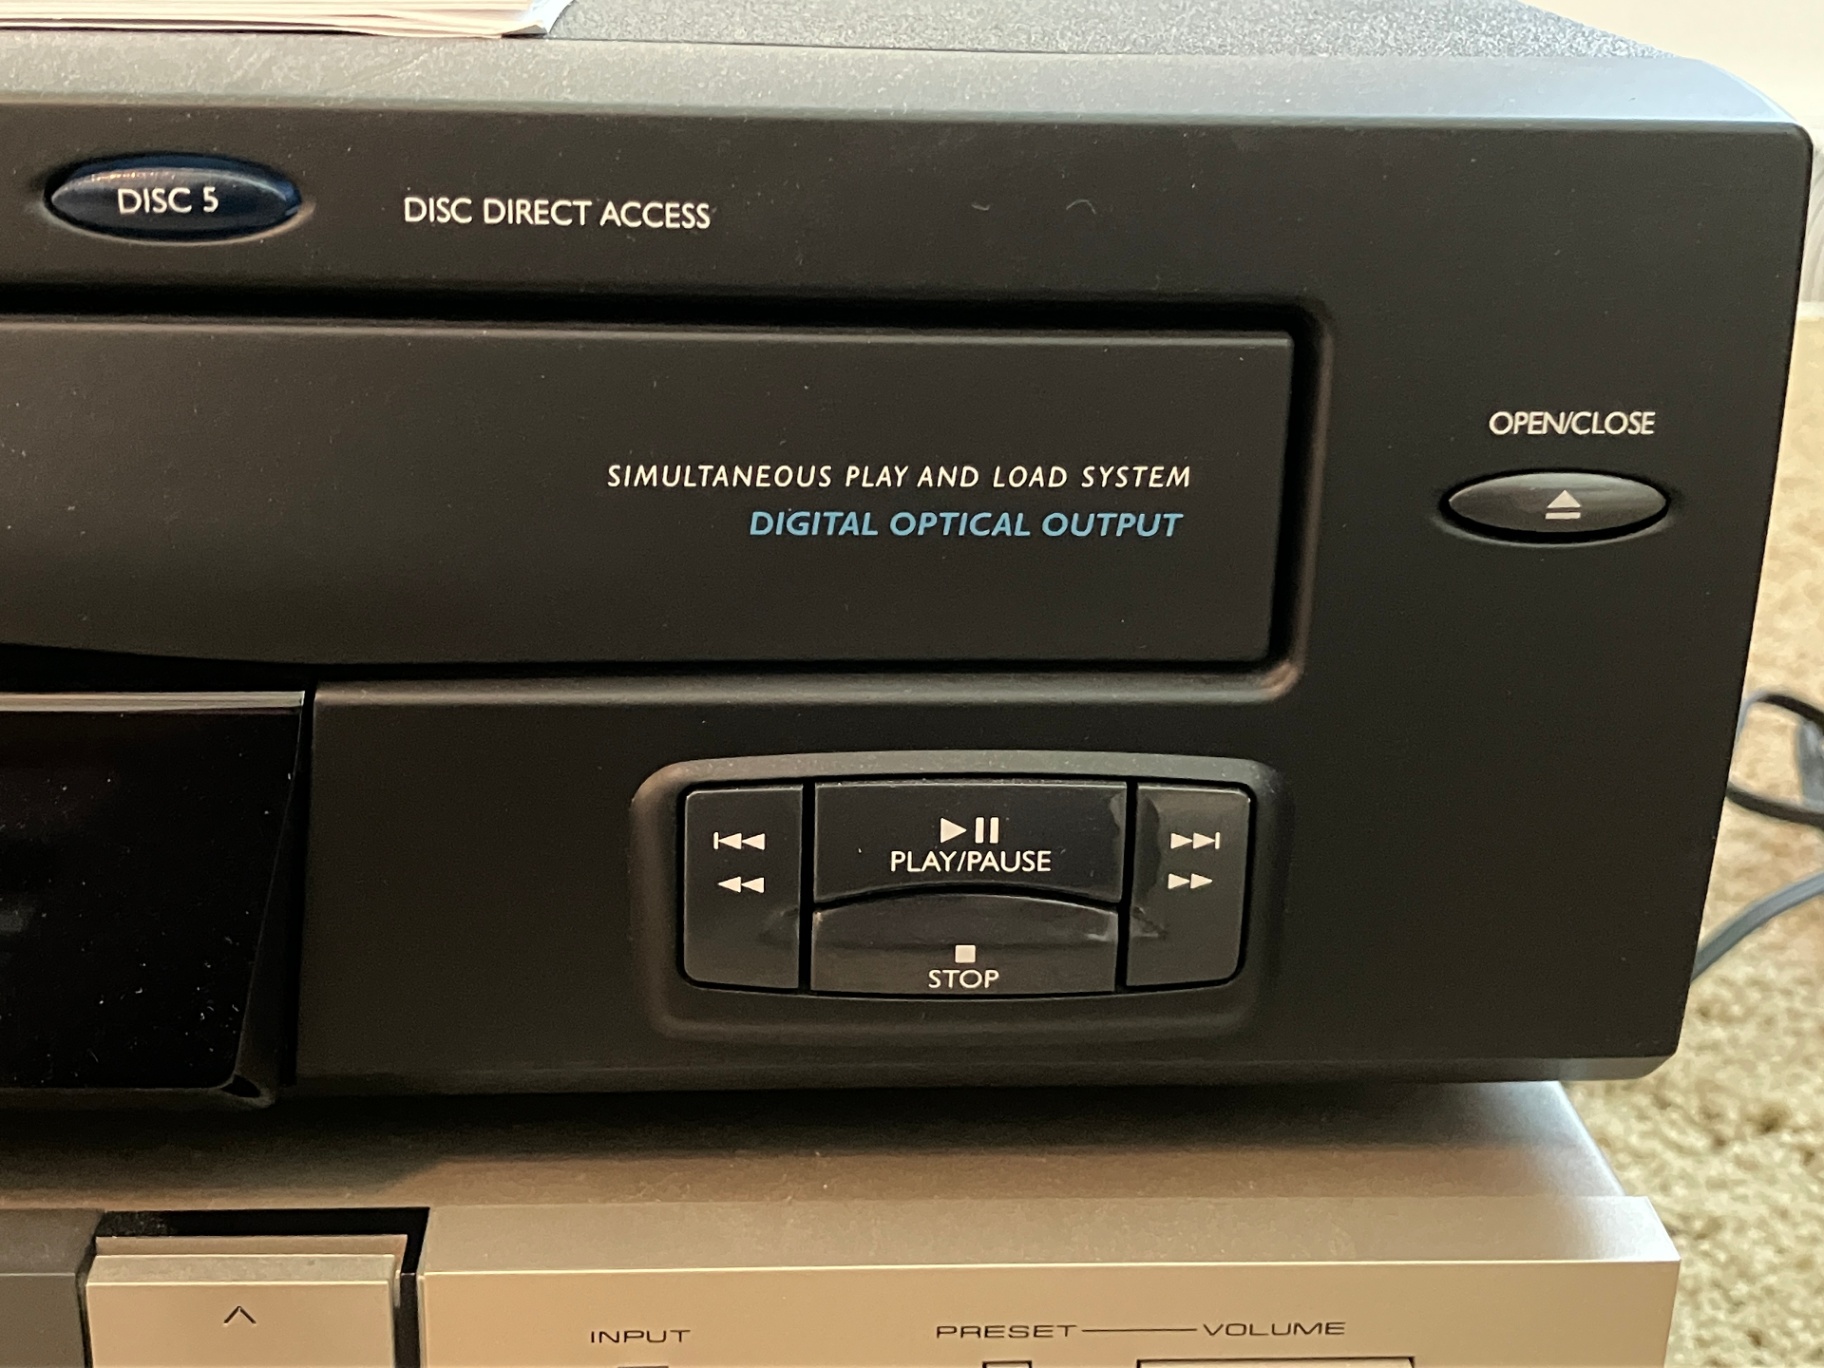 DISC 5
DISC DIRECT ACCESS
OPEN/CLOSE
SIMULTANEOUS PLAY AND LOAD SYSTEM
DIGITAL OPTICAL OUTPUT
PLAY/PAUSE
STOP
INPUT
PRESET
VOLUME